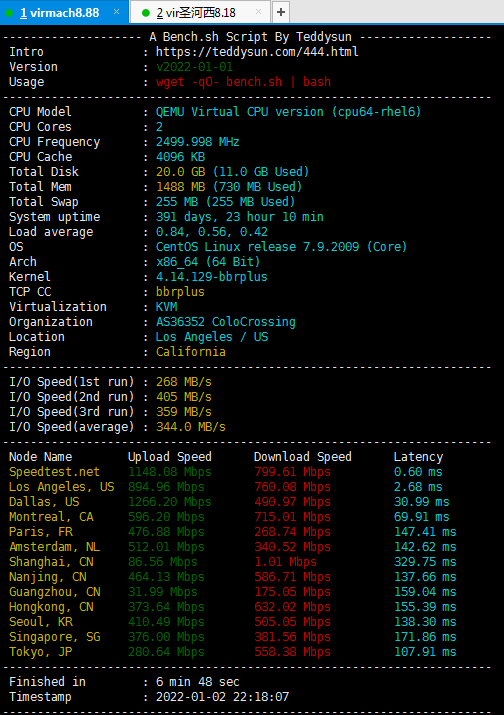 1 virmach8.88 × 2 vir圣河西8.18 × +
-------------------- A Bench.sh Script By Teddysun -------------------
Intro : https://teddysun.com/444.html
Version : v2022-01-01
Usage : wget -qO- bench.sh | bash
----------------------------------------------------------------------
CPU Model : QEMU Virtual CPU version (cpu64-rhel6)
CPU Cores : 2
CPU Frequency : 2499.998 MHz
CPU Cache : 4096 KB
Total Disk : 20.0 GB (11.0 GB Used)
Total Mem : 1488 MB (730 MB Used)
Total Swap : 255 MB (255 MB Used)
System uptime : 391 days, 23 hour 10 min
Load average : 0.84, 0.56, 0.42
OS : CentOS Linux release 7.9.2009 (Core)
Arch : x86_64 (64 Bit)
Kernel : 4.14.129-bbrplus
TCP CC : bbrplus
Virtualization : KVM
Organization : AS36352 ColoCrossing
Location : Los Angeles / US
Region : California
----------------------------------------------------------------------
I/O Speed(1st run) : 268 MB/s
I/O Speed(2nd run) : 405 MB/s
I/O Speed(3rd run) : 359 MB/s
I/O Speed(average) : 344.0 MB/s
----------------------------------------------------------------------
Node Name Upload Speed Download Speed Latency
Speedtest.net 1148.08 Mbps 799.61 Mbps 0.60 ms
Los Angeles, US 894.96 Mbps 760.08 Mbps 2.68 ms
Dallas, US 1266.20 Mbps 490.97 Mbps 30.99 ms
Montreal, CA 596.20 Mbps 715.01 Mbps 69.91 ms
Paris, FR 476.88 Mbps 268.74 Mbps 147.41 ms
Amsterdam, NL 512.01 Mbps 340.52 Mbps 142.62 ms
Shanghai, CN 86.56 Mbps 1.01 Mbps 329.75 ms
Nanjing, CN 464.13 Mbps 586.71 Mbps 137.66 ms
Guangzhou, CN 31.99 Mbps 175.05 Mbps 159.04 ms
Hongkong, CN 373.64 Mbps 632.02 Mbps 155.39 ms
Seoul, KR 410.49 Mbps 505.05 Mbps 138.30 ms
Singapore, SG 376.00 Mbps 381.56 Mbps 171.86 ms
Tokyo, JP 280.64 Mbps 558.38 Mbps 107.91 ms
----------------------------------------------------------------------
Finished in : 6 min 48 sec
Timestamp : 2022-01-02 22:18:07
----------------------------------------------------------------------